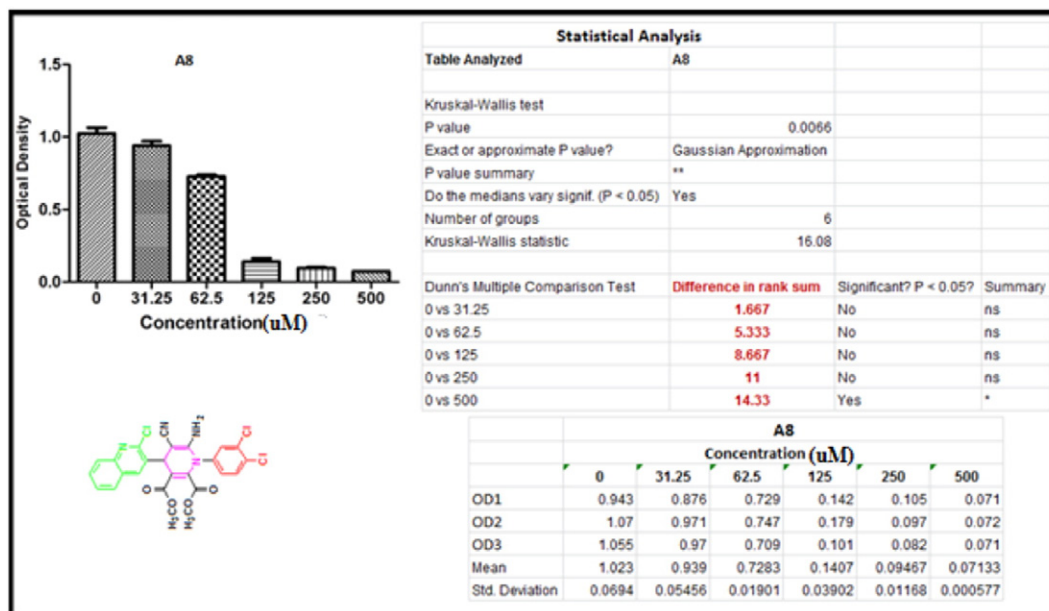 A8
1.5
1.0
0.5
0.0
Optical Density
0 31.25 62.5 125 250 500
Concentration(uM)
Statistical Analysis
Table Analyzed A8
Kruskal-Wallis test
P value 0.0066
Exact or approximate P value? Gaussian Approximation
P value summary **
Do the medians vary signif. (P < 0.05) Yes
Number of groups 6
Kruskal-Wallis statistic 16.08
Dunn's Multiple Comparison Test Difference in rank sum Significant? P < 0.05? Summary
0 vs 31.25 1.667 No ns
0 vs 62.5 5.333 No ns
0 vs 125 8.667 No ns
0 vs 250 11 No ns
0 vs 500 14.33 Yes *
N Cl CN NH2 N Cl Cl
O O
OCH3 H3CO
A8
Concentration (uM)
0 31.25 62.5 125 250 500
OD1 0.943 0.876 0.729 0.142 0.105 0.071
OD2 1.07 0.971 0.747 0.179 0.097 0.072
OD3 1.055 0.97 0.709 0.101 0.082 0.071
Mean 1.023 0.939 0.7283 0.1407 0.09467 0.07133
Std. Deviation 0.0694 0.05456 0.01901 0.03902 0.01168 0.000577